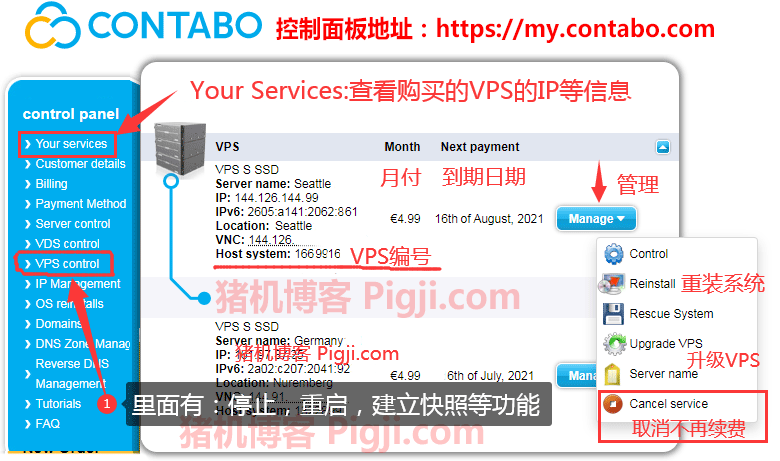 CONTABO 控制面板地址：https://my.contabo.com
Your Services:查看购买的VPS的IP等信息
control panel
Your services
Customer details
Billing
Payment Method
Server control
VDS control
VPS control
IP Management
OS reinstalls
Domains
DNS Zone Manag
Reverse DNS
Management
Tutorials
FAQ
VPS Month Next payment
月付 到期日期
管理
VPS S SSD
Server name: Seattle
IP: 144.126.144.99
IPv6: 2605:a141:2062:861
€4.99 16th of August, 2021 Manage
Location: Seattle
VNC: 144.126.
Host system: 1669916
VPS编号
猪机博客 Pigji.com
Control
Reinstall 重装系统
Rescue System
Upgrade VPS
升级VPS
Server name
Cancel service
取消不再续费
VPS S SSD
Server name: Germany
猪机博客 Pigji.com
IPv6: 2a02:c207:2041:92
€4.99 6th of July, 2021 Mana
Location: Nuremberg
1 里面有：停止，重启，建立快照等功能
猪机博客 Pigji.com